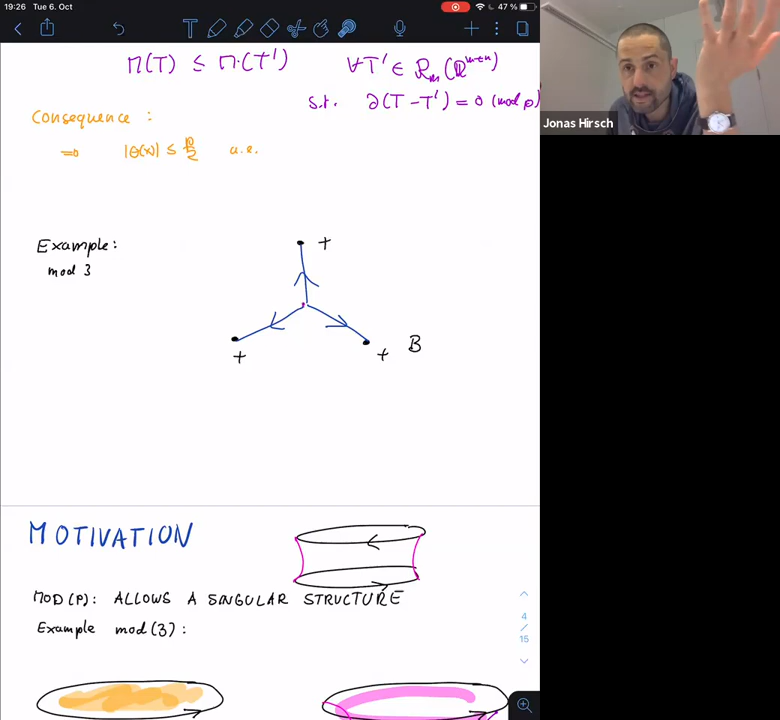 19:26 Tue 6. Oct
47 %
M(T) ≤ M(T') ∀T' ∈ R_m(ℝ^{m+n})
s.t. ∂(T-T') = 0 (mod p)
Jonas Hirsch
Consequence :
⇒ |Θ(x)| ≤ p/2 a.e.
Example:
mod 3
+
+
+ B
MOTIVATION
MOD(P): ALLOWS A SINGULAR STRUCTURE
Example mod(3) :
4
/
15